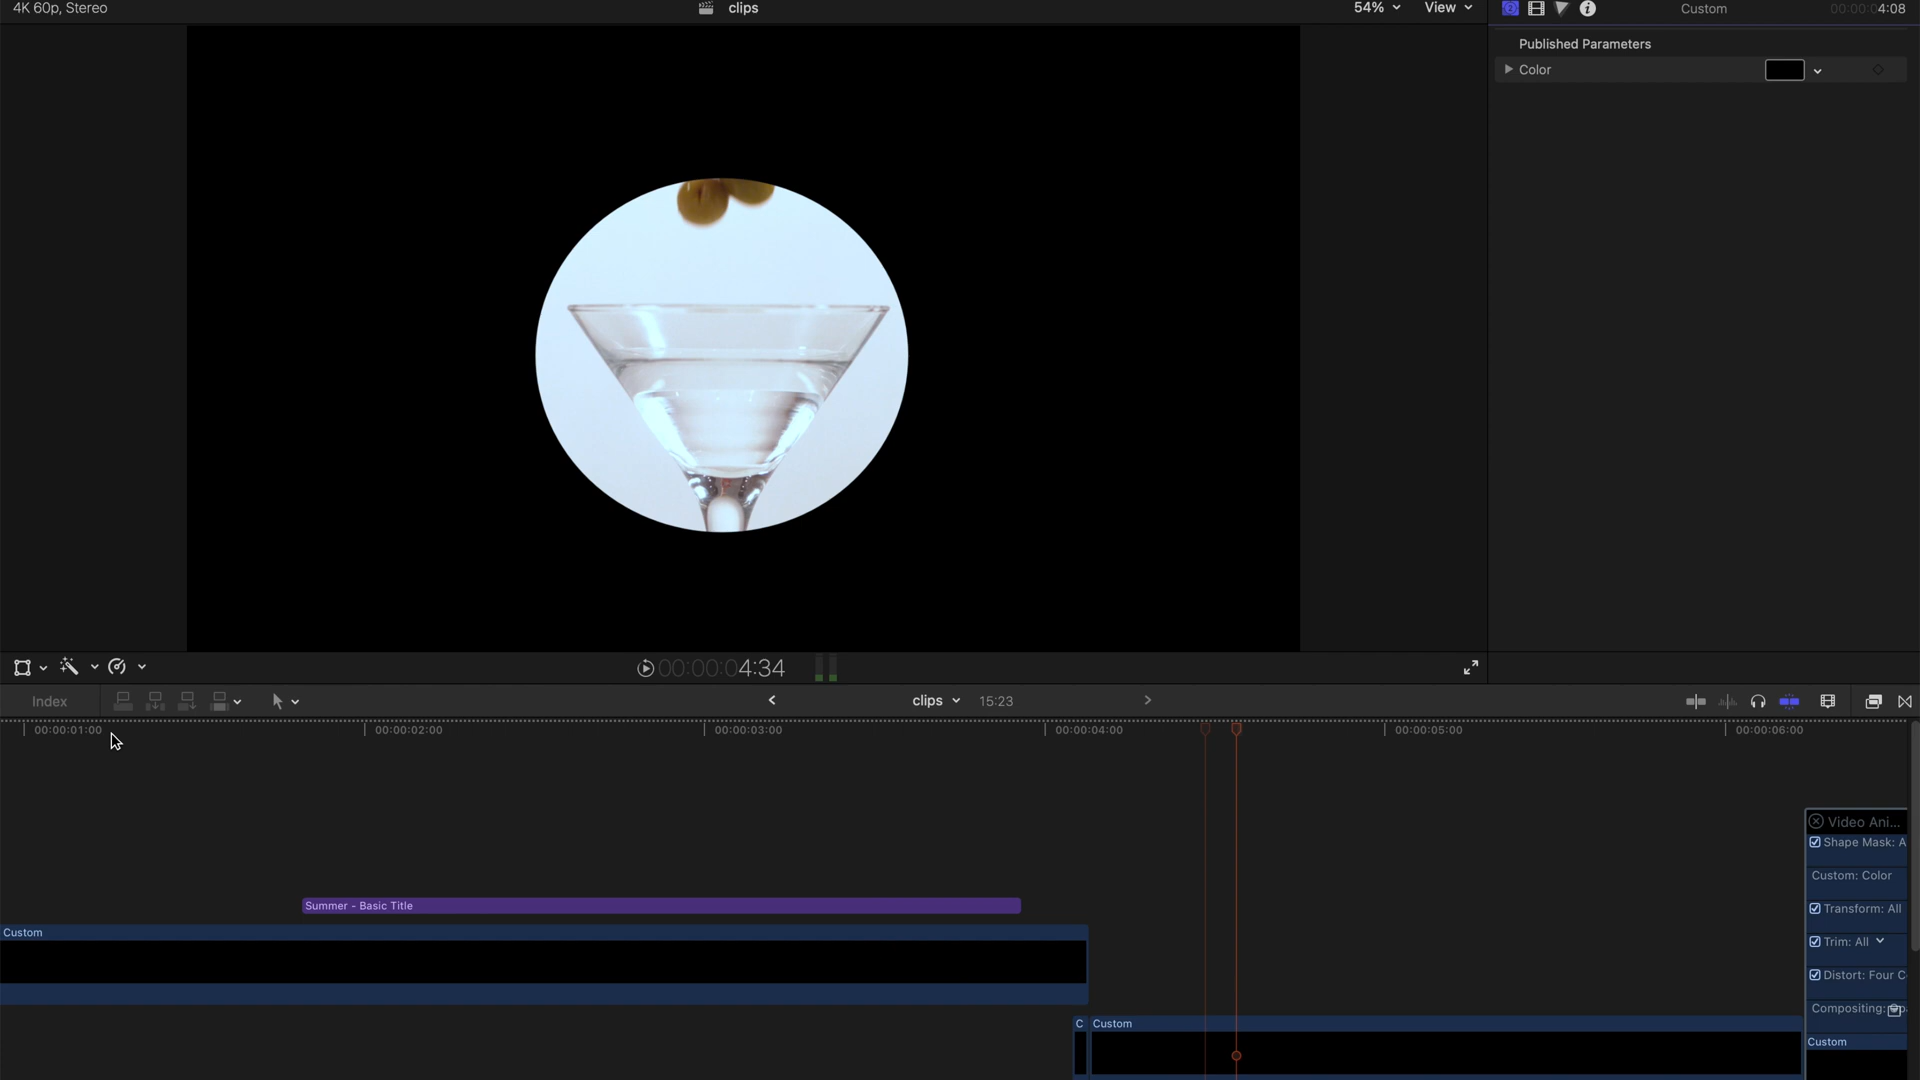 4K 60p, Stereo
clips
54%
View
Custom
00:00:04:08
Published Parameters
Color
00:00:04:34
Index
clips
15:23
00:00:01:00
00:00:02:00
00:00:03:00
00:00:04:00
00:00:05:00
00:00:06:00
Video Ani...
Shape Mask: A
Custom: Color
Transform: All
Trim: All
Distort: Four C
Compositing:
Summer - Basic Title
Custom
C
Custom
Custom